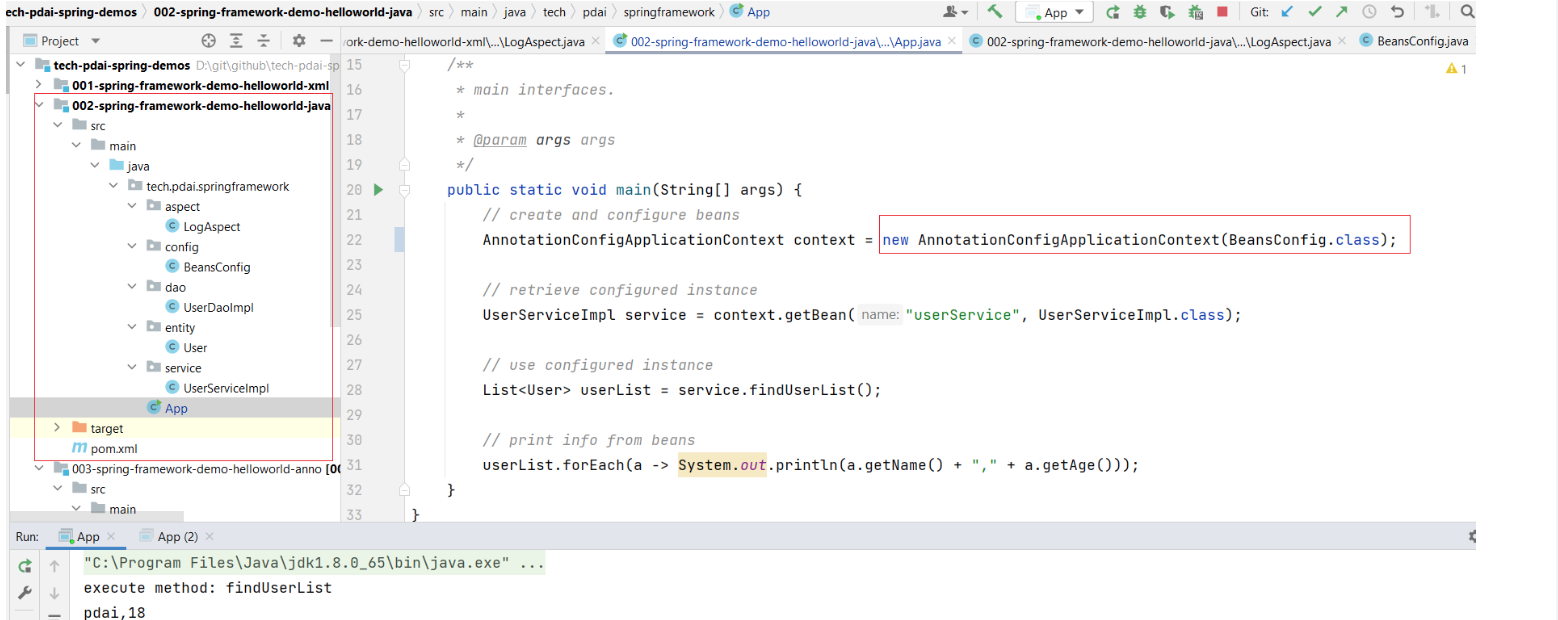 ech-pdai-spring-demos 〉 002-spring-framework-demo-helloworld-java 〉 src 〉 main 〉 java 〉 tech 〉 pdai 〉 springframework 〉 App
App
Git:
Project
ork-demo-helloworld-xml\...\LogAspect.java
002-spring-framework-demo-helloworld-java\...\App.java
002-spring-framework-demo-helloworld-java\...\LogAspect.java
BeansConfig.java
tech-pdai-spring-demos D:\git\github\tech-pdai-sp
001-spring-framework-demo-helloworld-xml
002-spring-framework-demo-helloworld-java
src
main
java
tech.pdai.springframework
aspect
LogAspect
config
BeansConfig
dao
UserDaoImpl
entity
User
service
UserServiceImpl
App
target
pom.xml
003-spring-framework-demo-helloworld-anno [00
src
main
1
15 /**
16 * main interfaces.
17 *
18 * @param args args
19 */
20 public static void main(String[] args) {
21 // create and configure beans
22 AnnotationConfigApplicationContext context = new AnnotationConfigApplicationContext(BeansConfig.class);
23
24 // retrieve configured instance
25 UserServiceImpl service = context.getBean( name: "userService", UserServiceImpl.class);
26
27 // use configured instance
28 List<User> userList = service.findUserList();
29
30 // print info from beans
31 userList.forEach(a -> System.out.println(a.getName() + "," + a.getAge()));
32 }
33 }
Run: App App (2)
"C:\Program Files\Java\jdk1.8.0_65\bin\java.exe" ...
execute method: findUserList
pdai,18